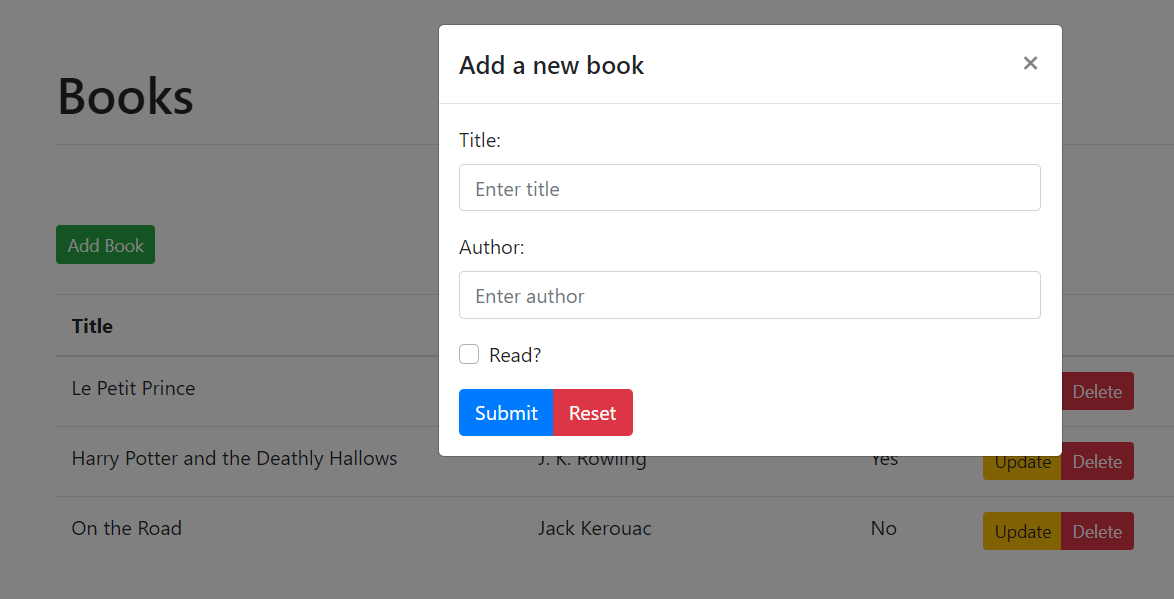 Books
Add Book
Title
Le Petit Prince Delete
Harry Potter and the Deathly Hallows J. K. Rowling Yes Update Delete
On the Road Jack Kerouac No Update Delete
Add a new book ×
Title:
Enter title
Author:
Enter author
Read?
Submit Reset